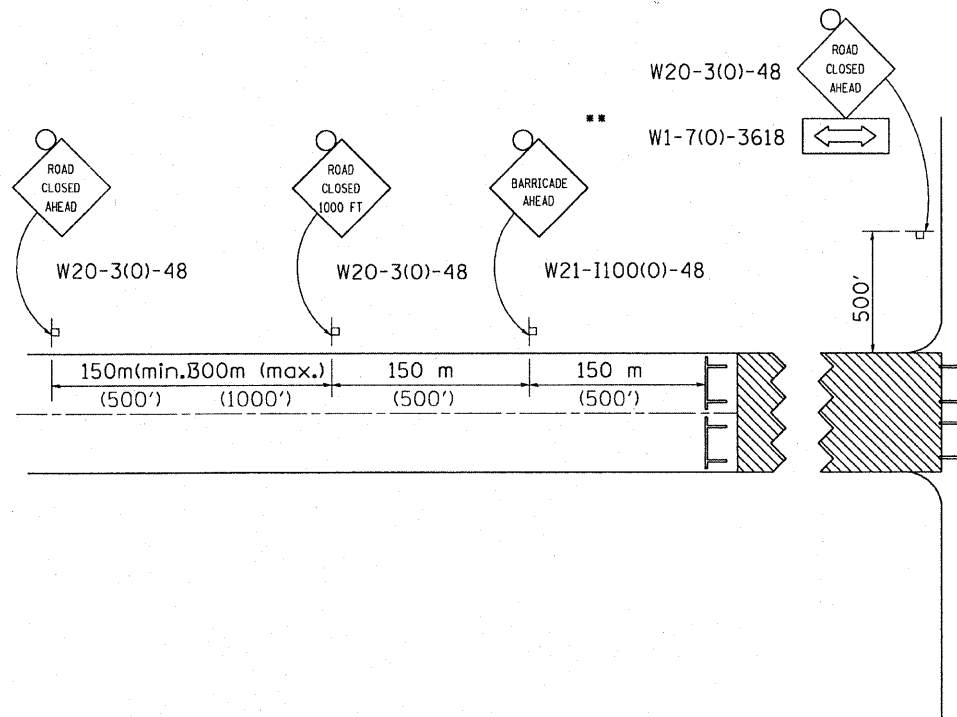 ROAD
CLOSED
AHEAD
W20-3(O)-48
**
W1-7(O)-3618
ROAD
CLOSED
AHEAD
W20-3(O)-48
ROAD
CLOSED
1000 FT
W20-3(O)-48
BARRICADE
AHEAD
W21-I100(O)-48
500'
150m(min.)300m (max.)
(500') (1000')
150 m
(500')
150 m
(500')